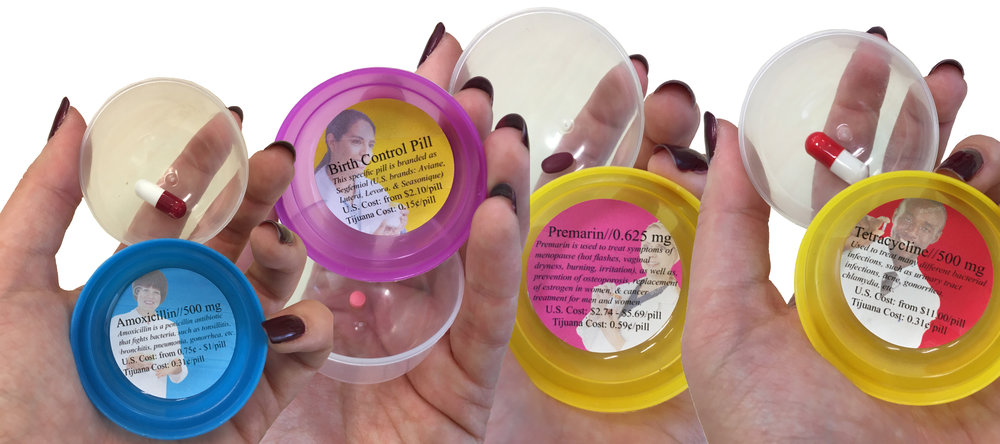 Amoxicillin//500 mg
Amoxicillin is a penicillin antibiotic
that fights bacteria, such as tonsillitis,
bronchitis, pneumonia, gonorrhea, etc.
U.S. Cost: from 0.75¢ - $1/pill
Tijuana Cost: 0.31¢/pill
Birth Control Pill
This specific pill is branded as
Segfemiol (U.S. brands: Aviane,
Lutera, Levora, & Seasonique)
U.S. Cost: from $2.10/pill
Tijuana Cost: 0.15¢/pill
Premarin//0.625 mg
Premarin is used to treat symptoms of
menopause (hot flashes, vaginal
dryness, burning, irritation), as well as,
prevention of osteoporosis, replacement
of estrogen in women, & cancer
treatment for men and women.
U.S. Cost: $2.74 - $5.69/pill
Tijuana Cost: 0.59¢/pill
Tetracycline//500 mg
Used to treat many different bacterial
infections, such as urinary tract
infections, acne, gonorrhea,
chlamydia, etc.
U.S. Cost: from $11.00/pill
Tijuana Cost: 0.31¢/pill